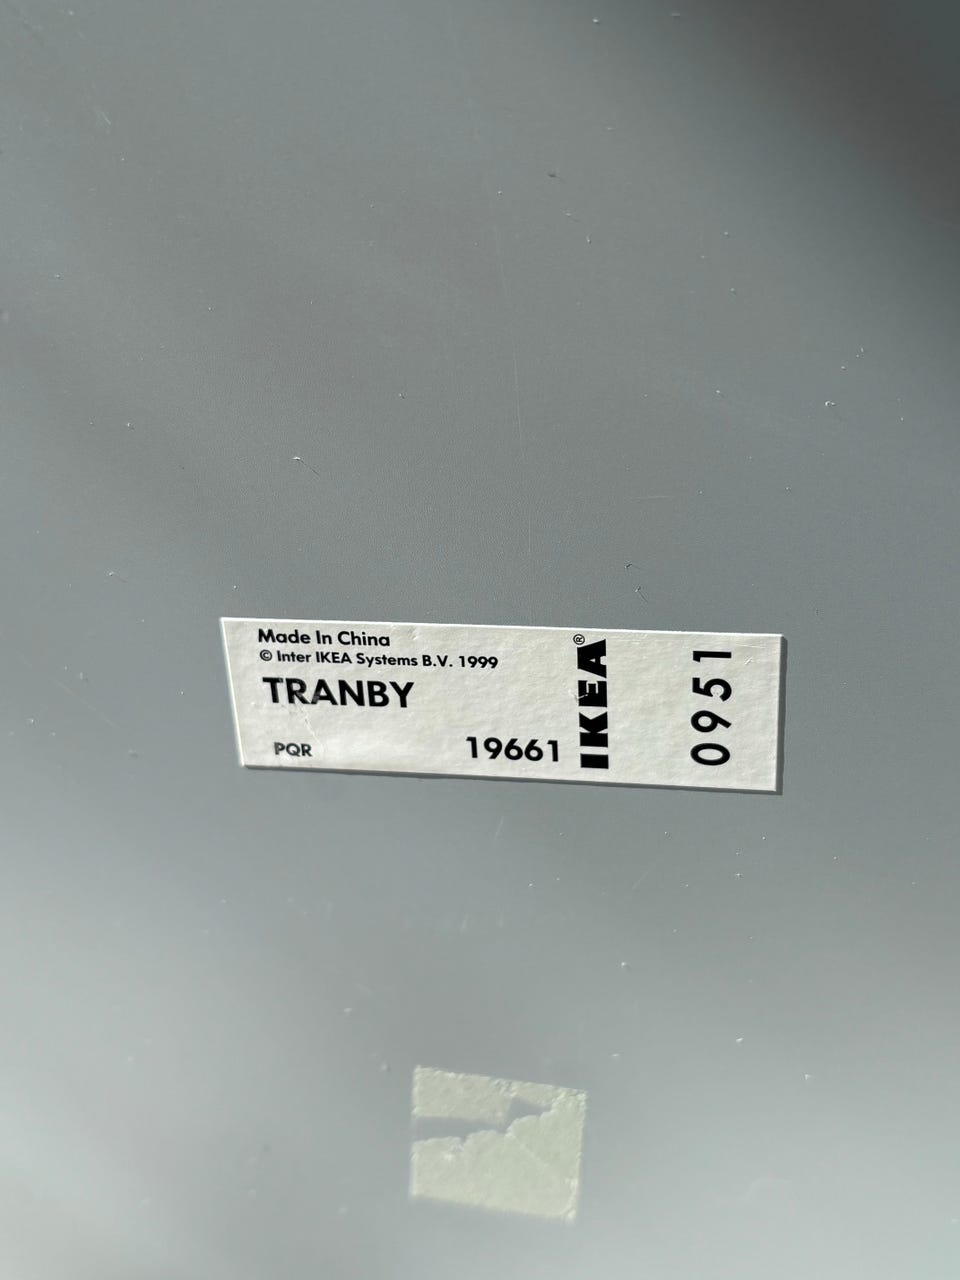 Made In China
© Inter IKEA Systems B.V. 1999
TRANBY
PQR
19661
IKEA®
0951